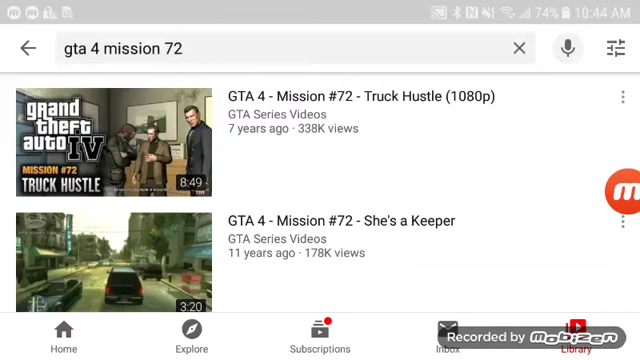 74% 10:44 AM
gta 4 mission 72
GTA 4 - Mission #72 - Truck Hustle (1080p)
GTA Series Videos
7 years ago · 338K views
grand
theft
auto IV
MISSION #72
TRUCK HUSTLE
8:49
GTA 4 - Mission #72 - She's a Keeper
GTA Series Videos
11 years ago · 178K views
3:20
Home
Explore
Subscriptions
Inbox
Library
Recorded by Mobizen